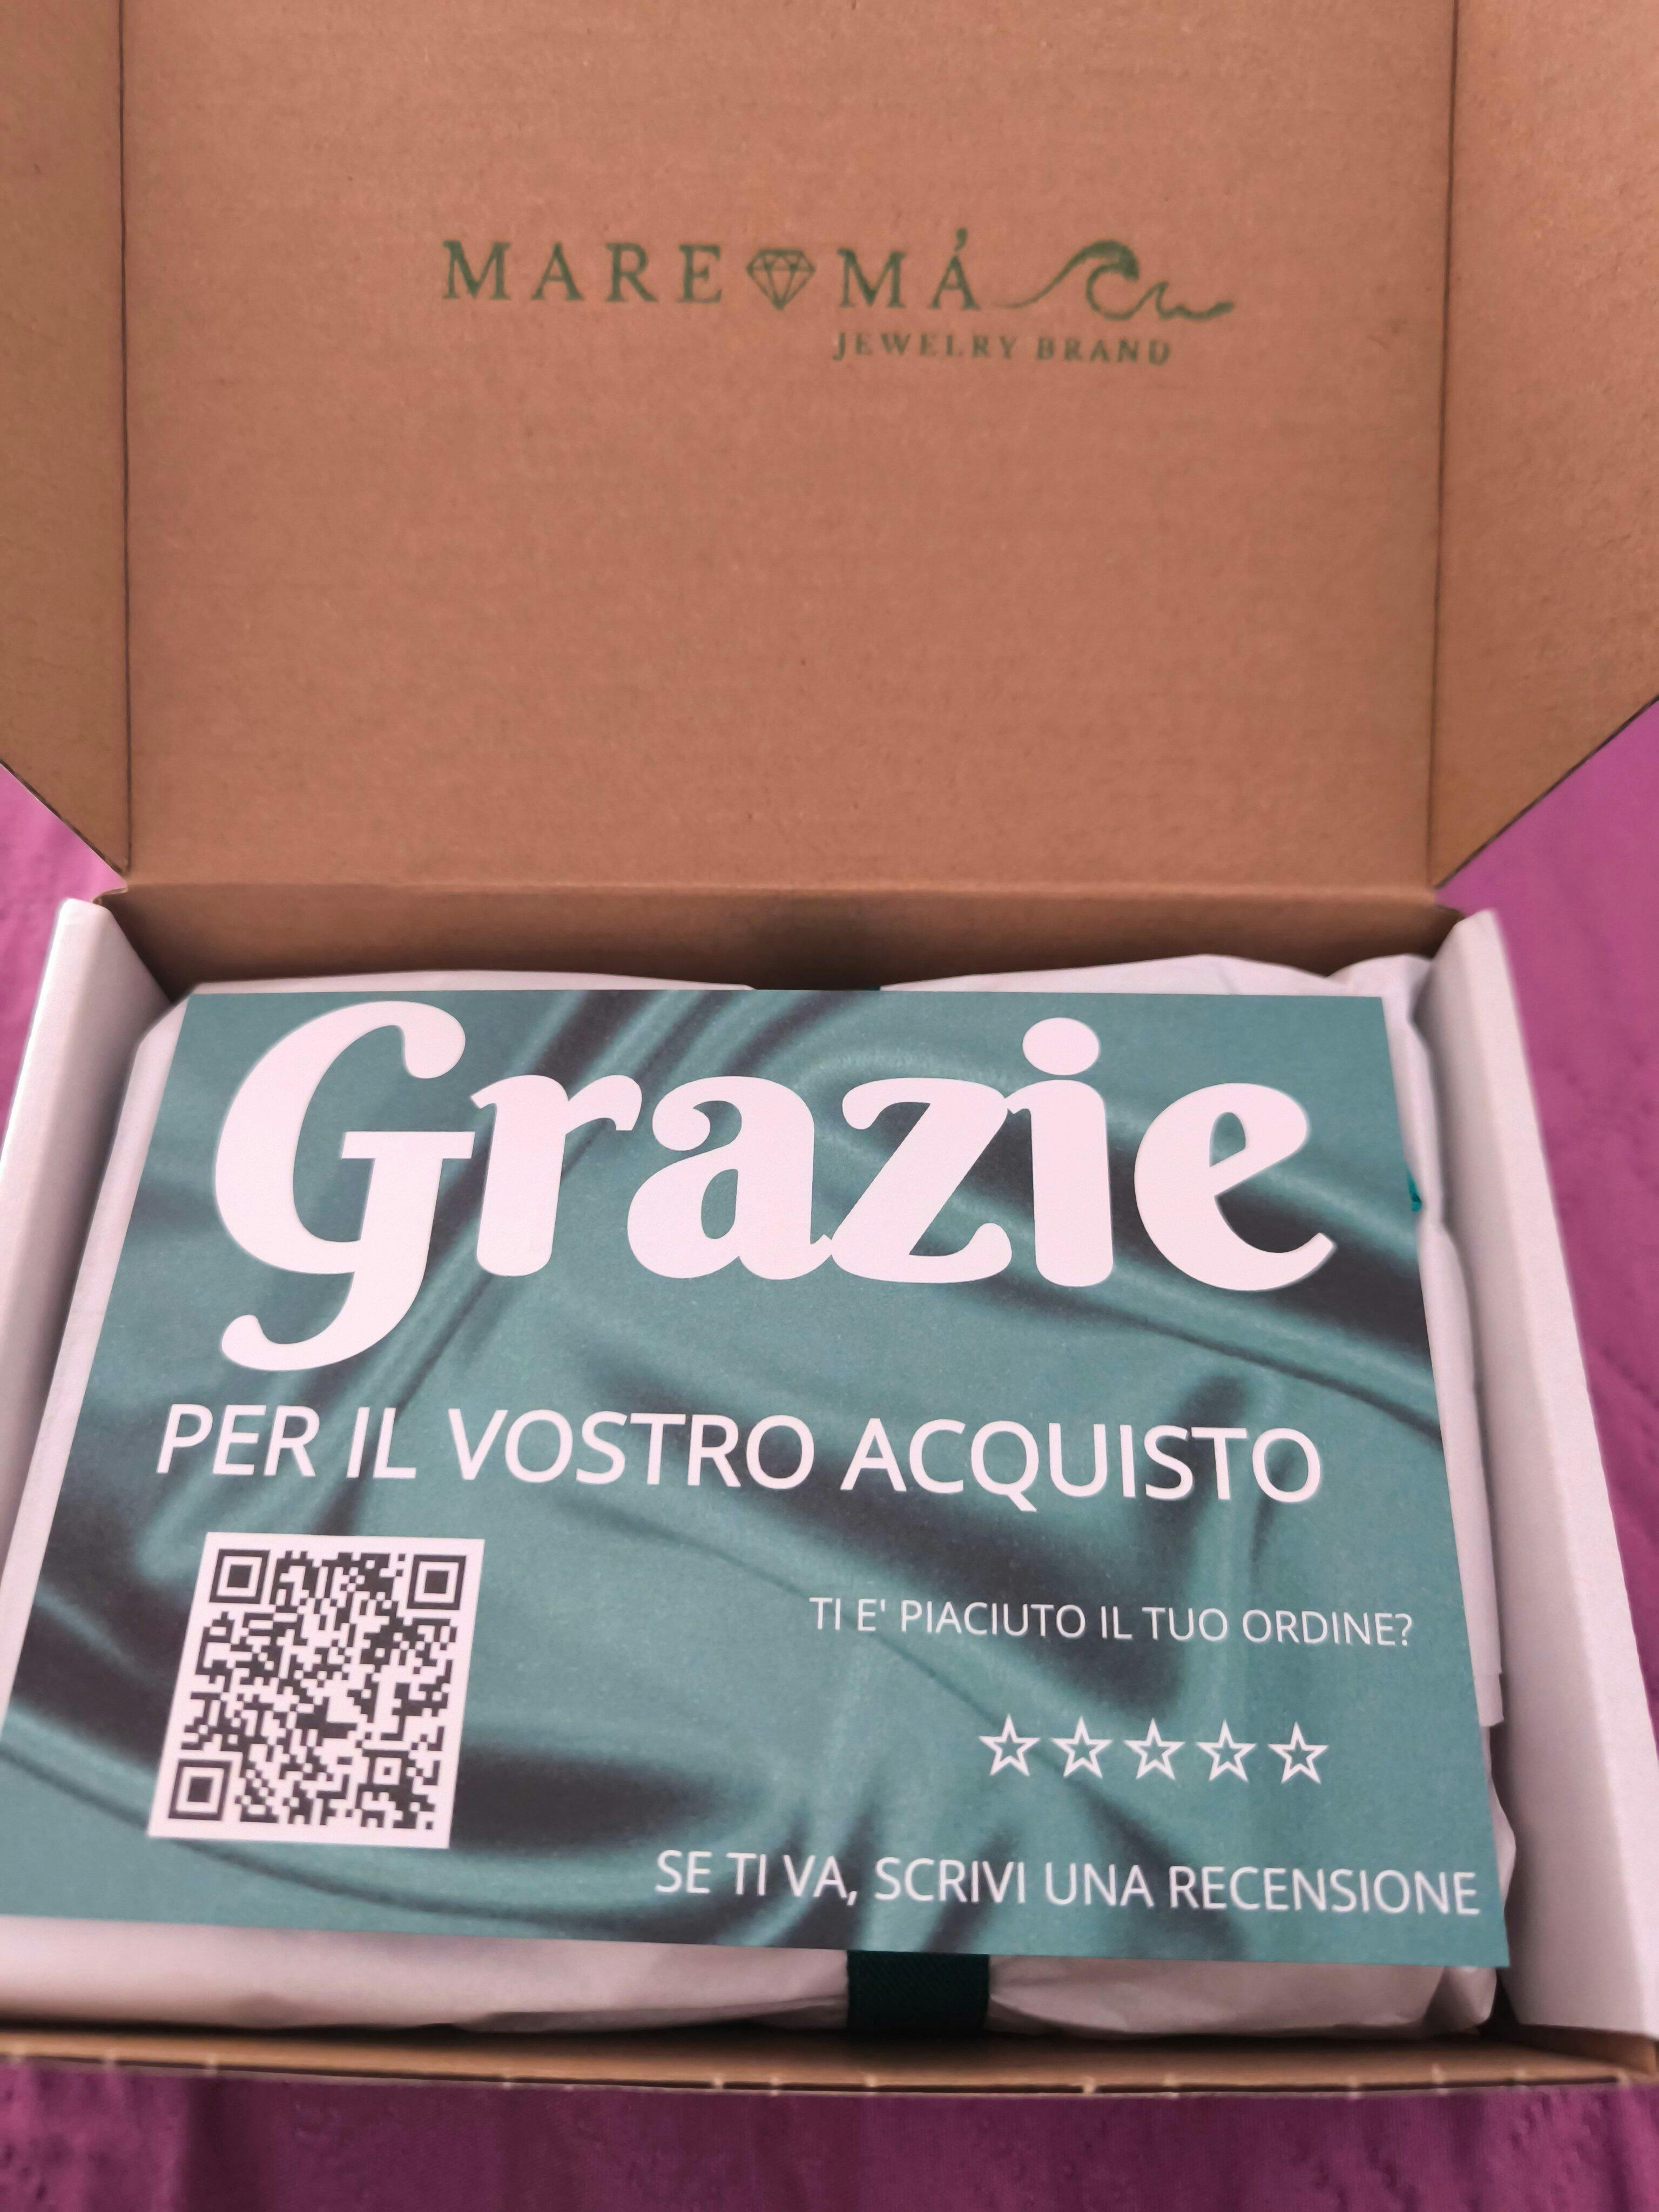 MARE MÁ
JEWELRY BRAND
Grazie
PER IL VOSTRO ACQUISTO
TI E' PIACIUTO IL TUO ORDINE?
SE TI VA, SCRIVI UNA RECENSIONE